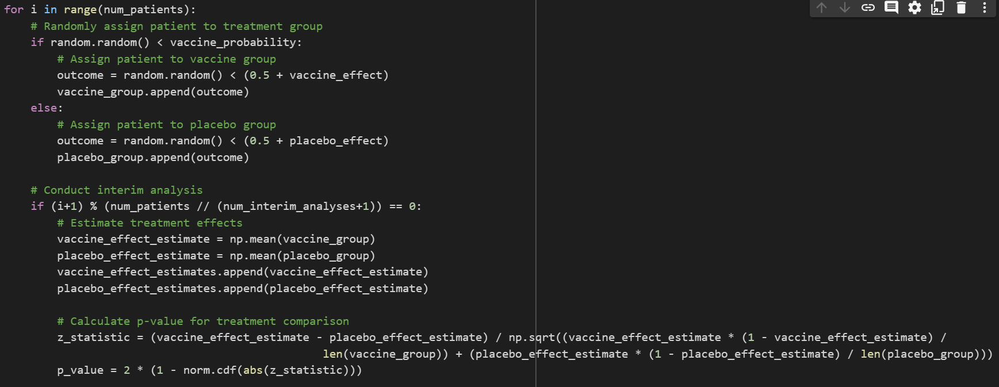 for i in range(num_patients):
    # Randomly assign patient to treatment group
    if random.random() < vaccine_probability:
        # Assign patient to vaccine group
        outcome = random.random() < (0.5 + vaccine_effect)
        vaccine_group.append(outcome)
    else:
        # Assign patient to placebo group
        outcome = random.random() < (0.5 + placebo_effect)
        placebo_group.append(outcome)

    # Conduct interim analysis
    if (i+1) % (num_patients // (num_interim_analyses+1)) == 0:
        # Estimate treatment effects
        vaccine_effect_estimate = np.mean(vaccine_group)
        placebo_effect_estimate = np.mean(placebo_group)
        vaccine_effect_estimates.append(vaccine_effect_estimate)
        placebo_effect_estimates.append(placebo_effect_estimate)

        # Calculate p-value for treatment comparison
        z_statistic = (vaccine_effect_estimate - placebo_effect_estimate) / np.sqrt((vaccine_effect_estimate * (1 - vaccine_effect_estimate) /
                                                len(vaccine_group)) + (placebo_effect_estimate * (1 - placebo_effect_estimate) / len(placebo_group)))
        p_value = 2 * (1 - norm.cdf(abs(z_statistic)))